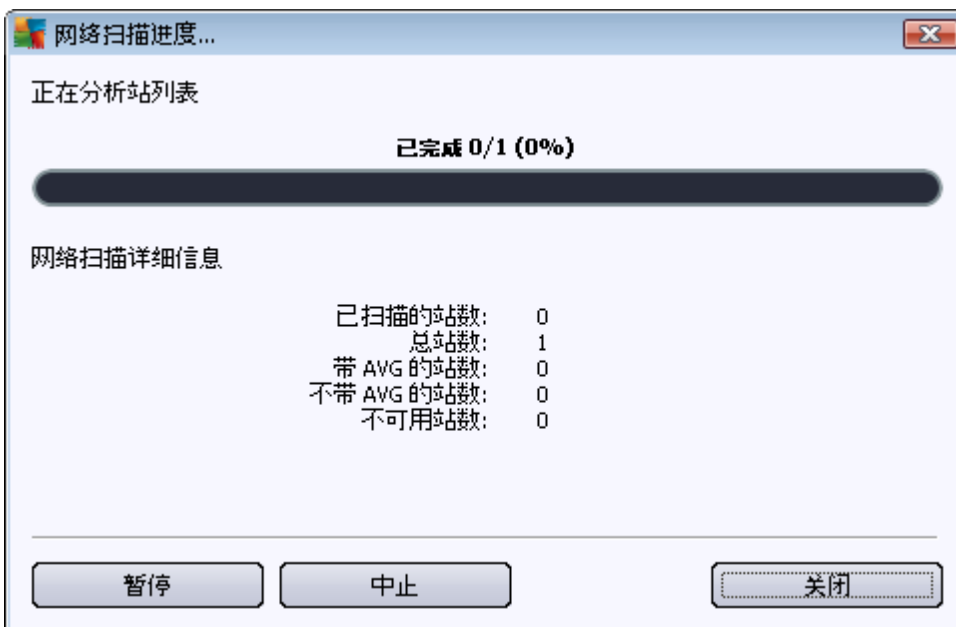 网络扫描进度...
正在分析站列表
已完成 0/1 (0%)
网络扫描详细信息
已扫描的站数: 0
总站数: 1
带 AVG 的站数: 0
不带 AVG 的站数: 0
不可用站数: 0
暂停 中止 关闭